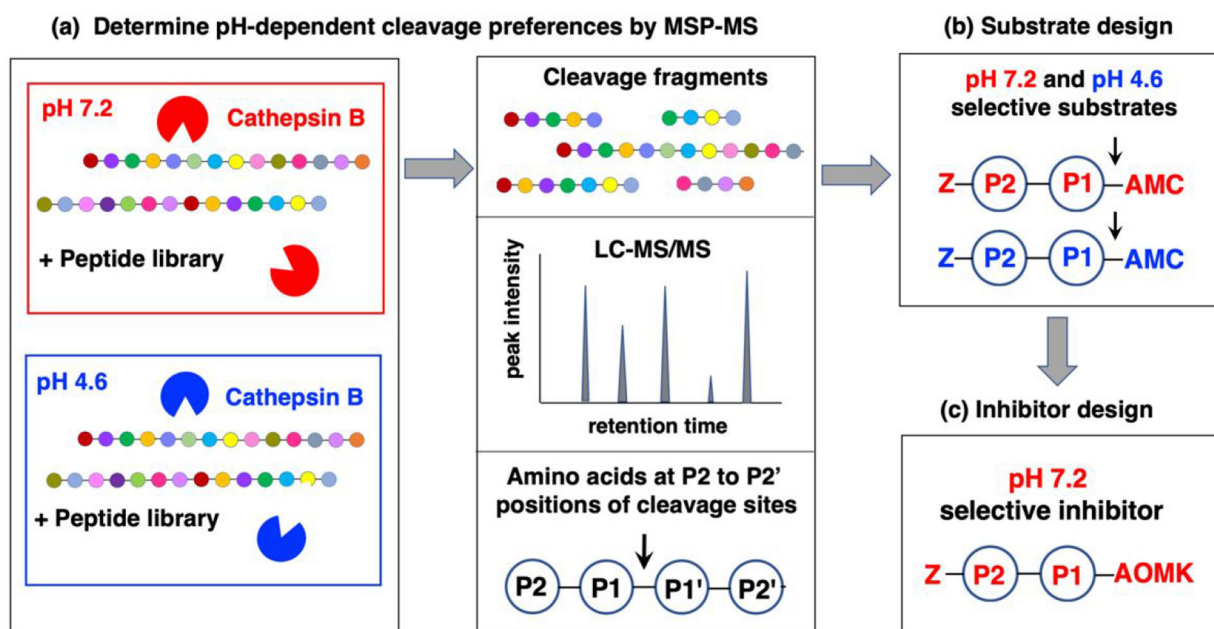 (a) Determine pH-dependent cleavage preferences by MSP-MS
pH 7.2
Cathepsin B
+ Peptide library
pH 4.6
Cathepsin B
+ Peptide library
Cleavage fragments
LC-MS/MS
peak intensity
retention time
Amino acids at P2 to P2'
positions of cleavage sites
P2 P1 P1' P2'
(b) Substrate design
pH 7.2 and pH 4.6
selective substrates
Z P2 P1 AMC
Z P2 P1 AMC
(c) Inhibitor design
pH 7.2
selective inhibitor
Z P2 P1 AOMK